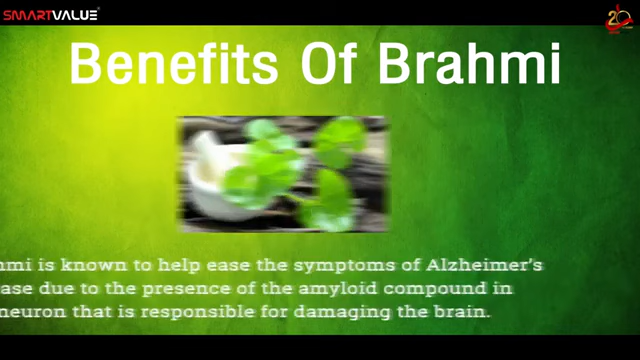 SMARTVALUE
20
Benefits Of Brahmi
hmi is known to help ease the symptoms of Alzheimer's
ase due to the presence of the amyloid compound in
neuron that is responsible for damaging the brain.